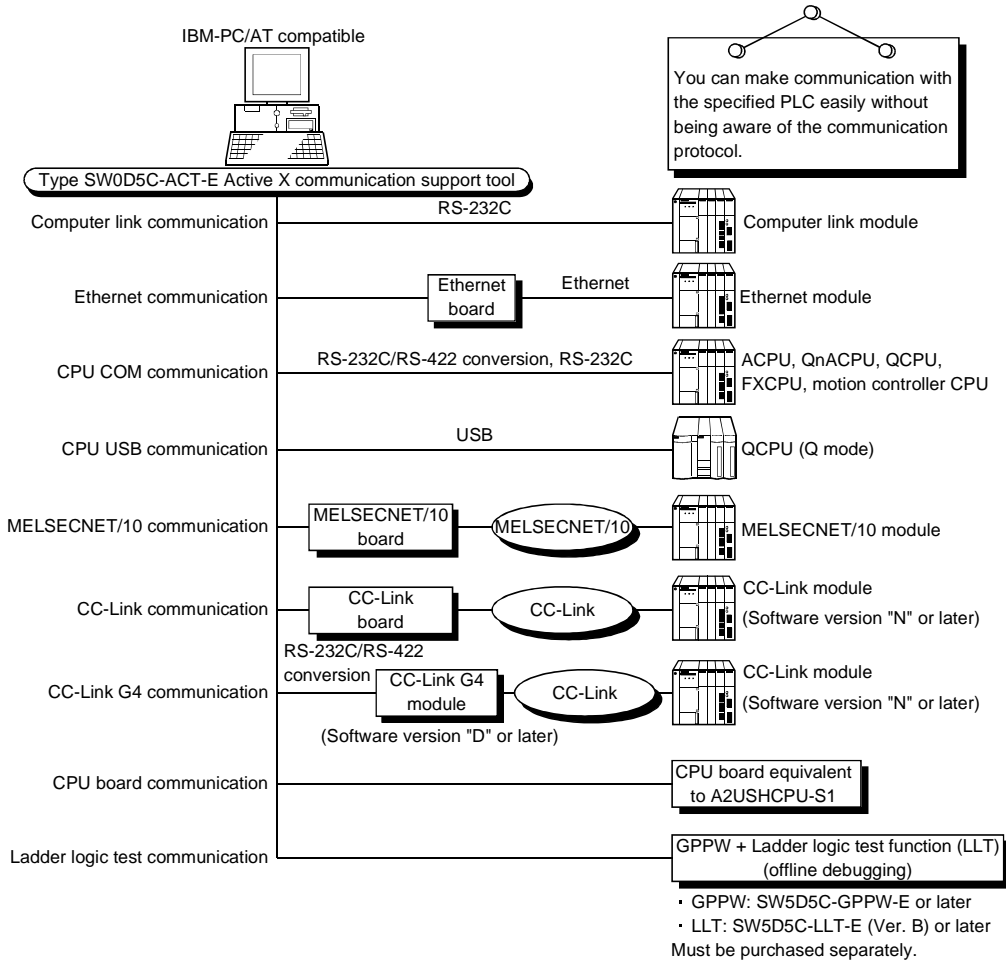 IBM-PC/AT compatible
You can make communication with
the specified PLC easily without
being aware of the communication
protocol.
Type SW0D5C-ACT-E Active X communication support tool
Computer link communication
RS-232C
Computer link module
Ethernet communication
Ethernet
board
Ethernet
Ethernet module
CPU COM communication
RS-232C/RS-422 conversion, RS-232C
ACPU, QnACPU, QCPU,
FXCPU, motion controller CPU
CPU USB communication
USB
QCPU (Q mode)
MELSECNET/10 communication
MELSECNET/10
board
MELSECNET/10
MELSECNET/10 module
CC-Link communication
CC-Link
board
CC-Link
CC-Link module
(Software version "N" or later)
CC-Link G4 communication
RS-232C/RS-422
conversion
CC-Link G4
module
(Software version "D" or later)
CC-Link
CC-Link module
(Software version "N" or later)
CPU board communication
CPU board equivalent
to A2USHCPU-S1
Ladder logic test communication
GPPW + Ladder logic test function (LLT)
(offline debugging)
· GPPW: SW5D5C-GPPW-E or later
· LLT: SW5D5C-LLT-E (Ver. B) or later
Must be purchased separately.